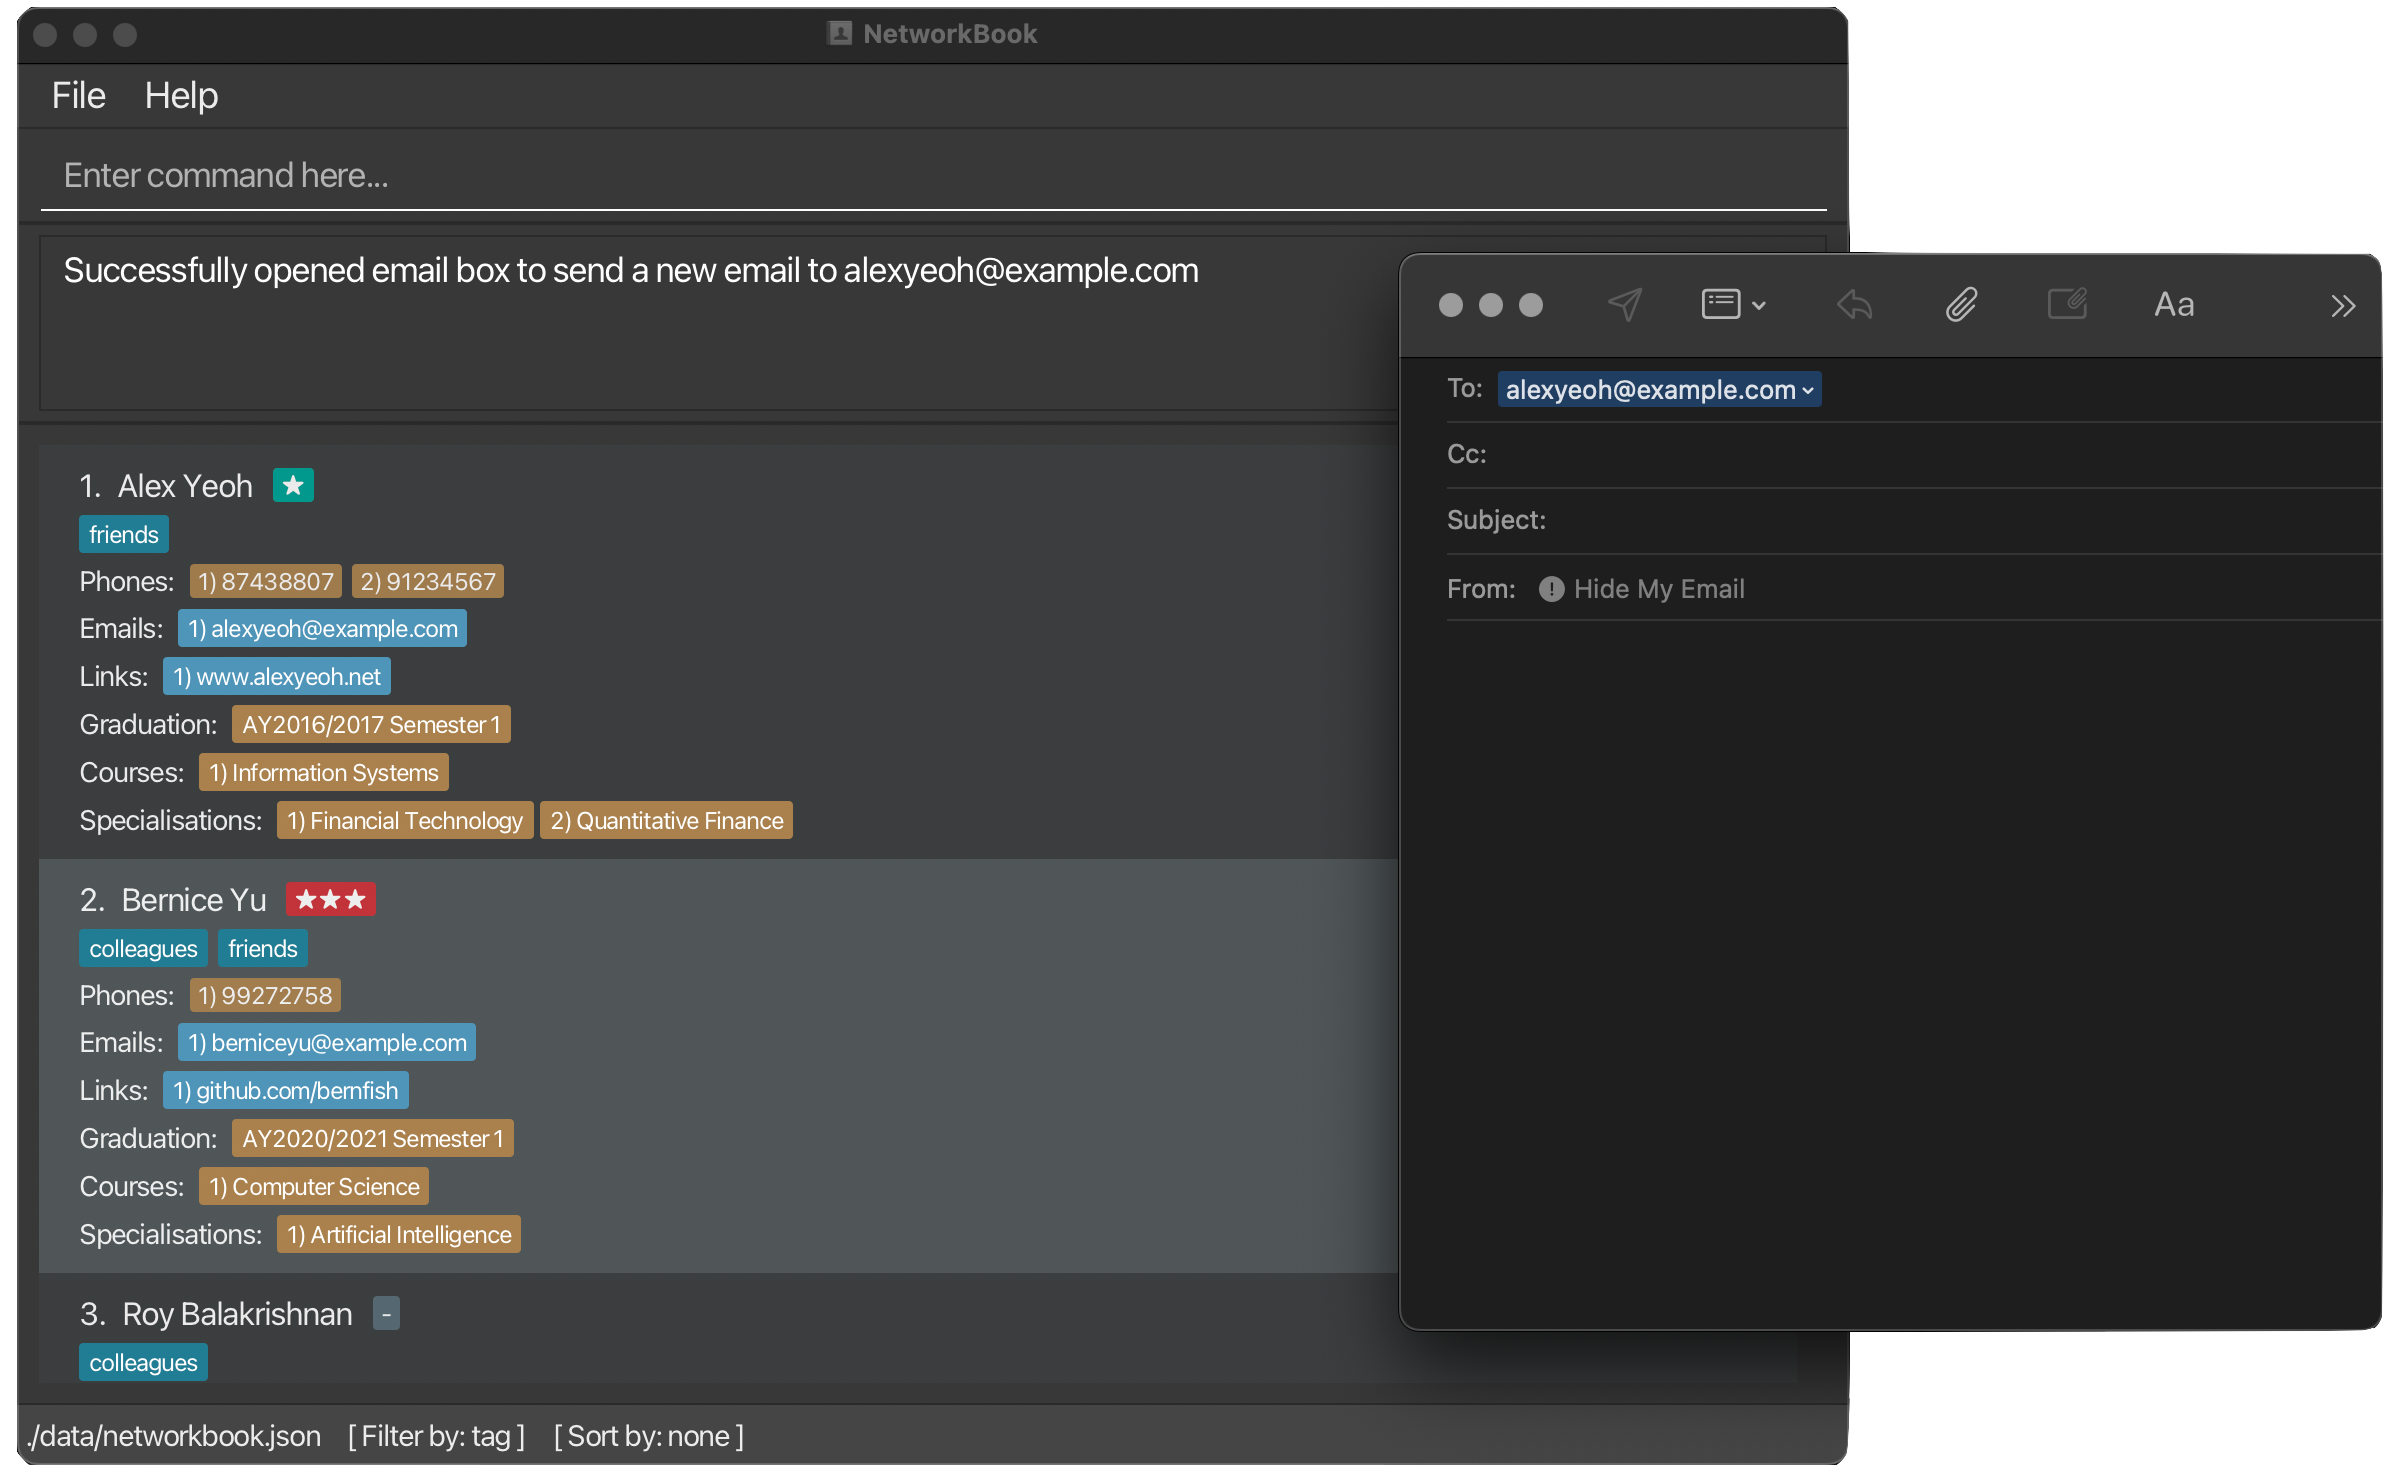 NetworkBook
File Help
Enter command here...
Successfully opened email box to send a new email to alexyeoh@example.com
1. Alex Yeoh
friends
Phones: 1) 87438807 2) 91234567
Emails: 1) alexyeoh@example.com
Links: 1) www.alexyeoh.net
Graduation: AY2016/2017 Semester 1
Courses: 1) Information Systems
Specialisations: 1) Financial Technology 2) Quantitative Finance
2. Bernice Yu
colleagues friends
Phones: 1) 99272758
Emails: 1) berniceyu@example.com
Links: 1) github.com/bernfish
Graduation: AY2020/2021 Semester 1
Courses: 1) Computer Science
Specialisations: 1) Artificial Intelligence
3. Roy Balakrishnan -
colleagues
./data/networkbook.json [ Filter by: tag ] [ Sort by: none ]
Aa
To: alexyeoh@example.com
Cc:
Subject:
From: Hide My Email